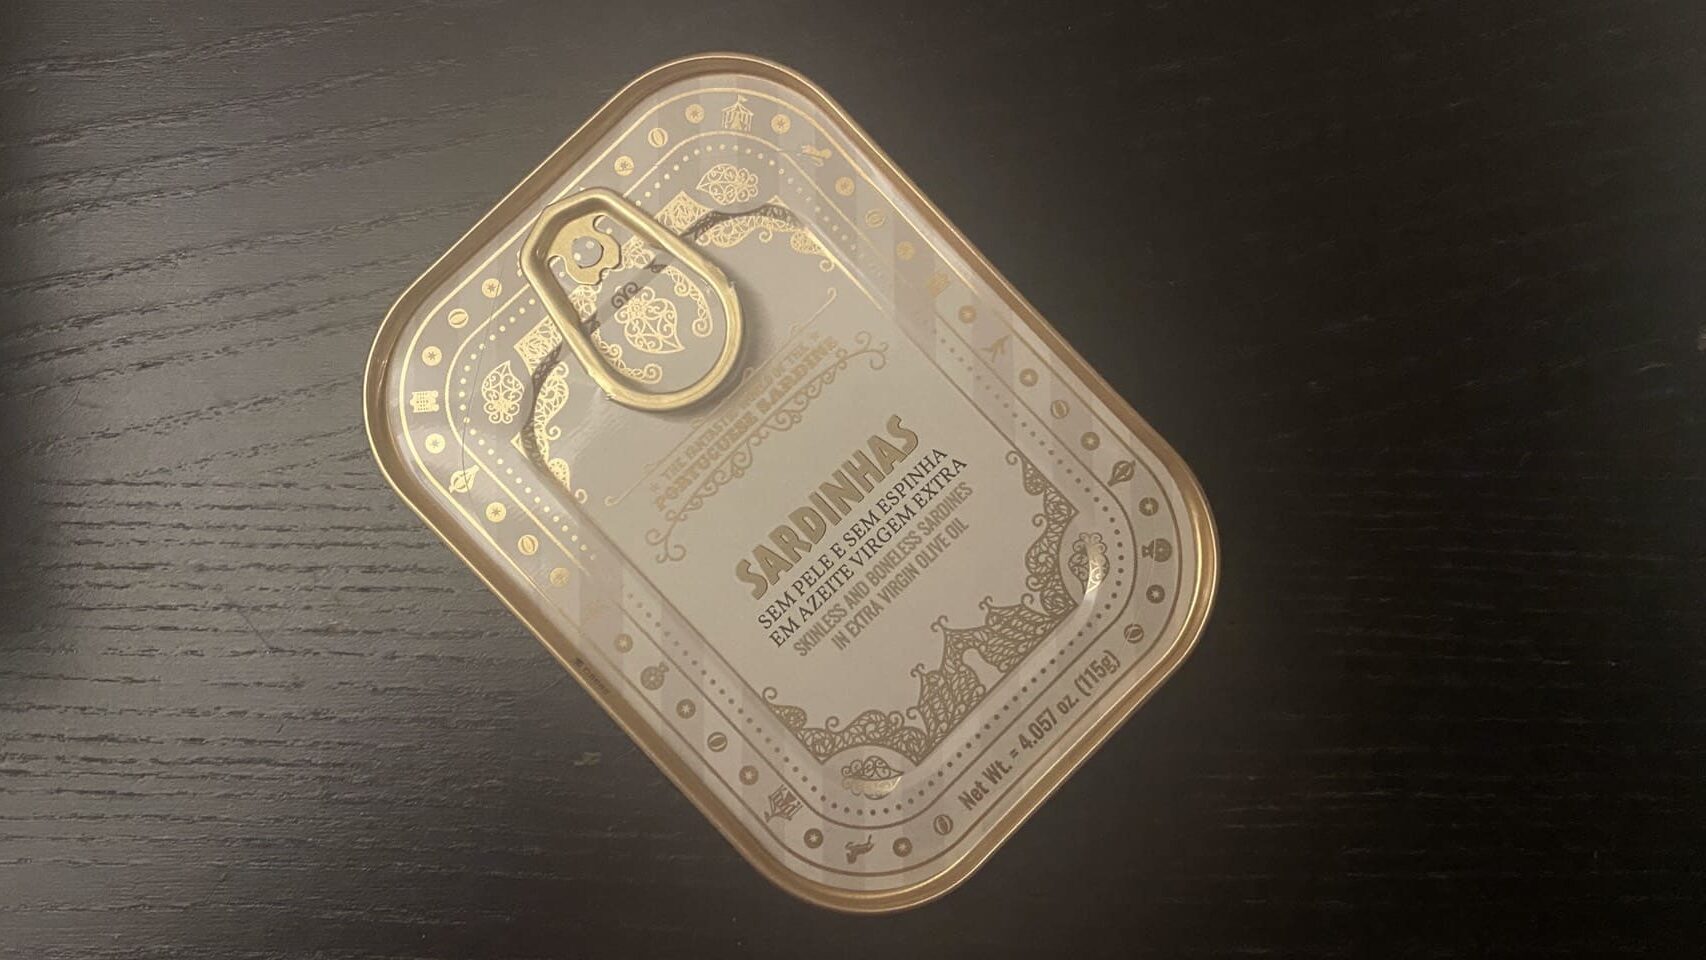 ★ THE FANTASTIC WORLD OF THE ★
PORTUGUESE SARDINE
SARDINHAS
SEM PELE E SEM ESPINHA
EM AZEITE VIRGEM EXTRA
SKINLESS AND BONELESS SARDINES
IN EXTRA VIRGIN OLIVE OIL
Net Wt. = 4.057 oz. (115g)